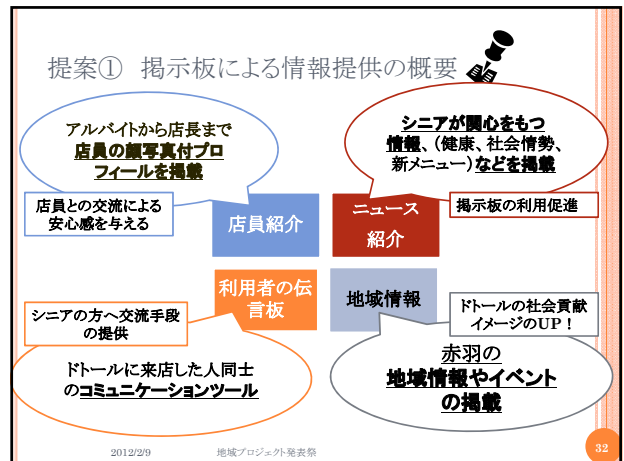 提案① 掲示板による情報提供の概要
アルバイトから店長まで
店員の顔写真付プロ
フィールを掲載
シニアが関心をもつ
情報、（健康、社会情勢、
新メニュー）などを掲載
店員との交流による
安心感を与える
店員紹介
ニュース
紹介
掲示板の利用促進
利用者の伝
言板
地域情報
シニアの方へ交流手段
の提供
ドトールの社会貢献
イメージのUP！
ドトールに来店した人同士
のコミュニケーションツール
赤羽の
地域情報やイベント
の掲載
2012/2/9
地域プロジェクト発表祭
32